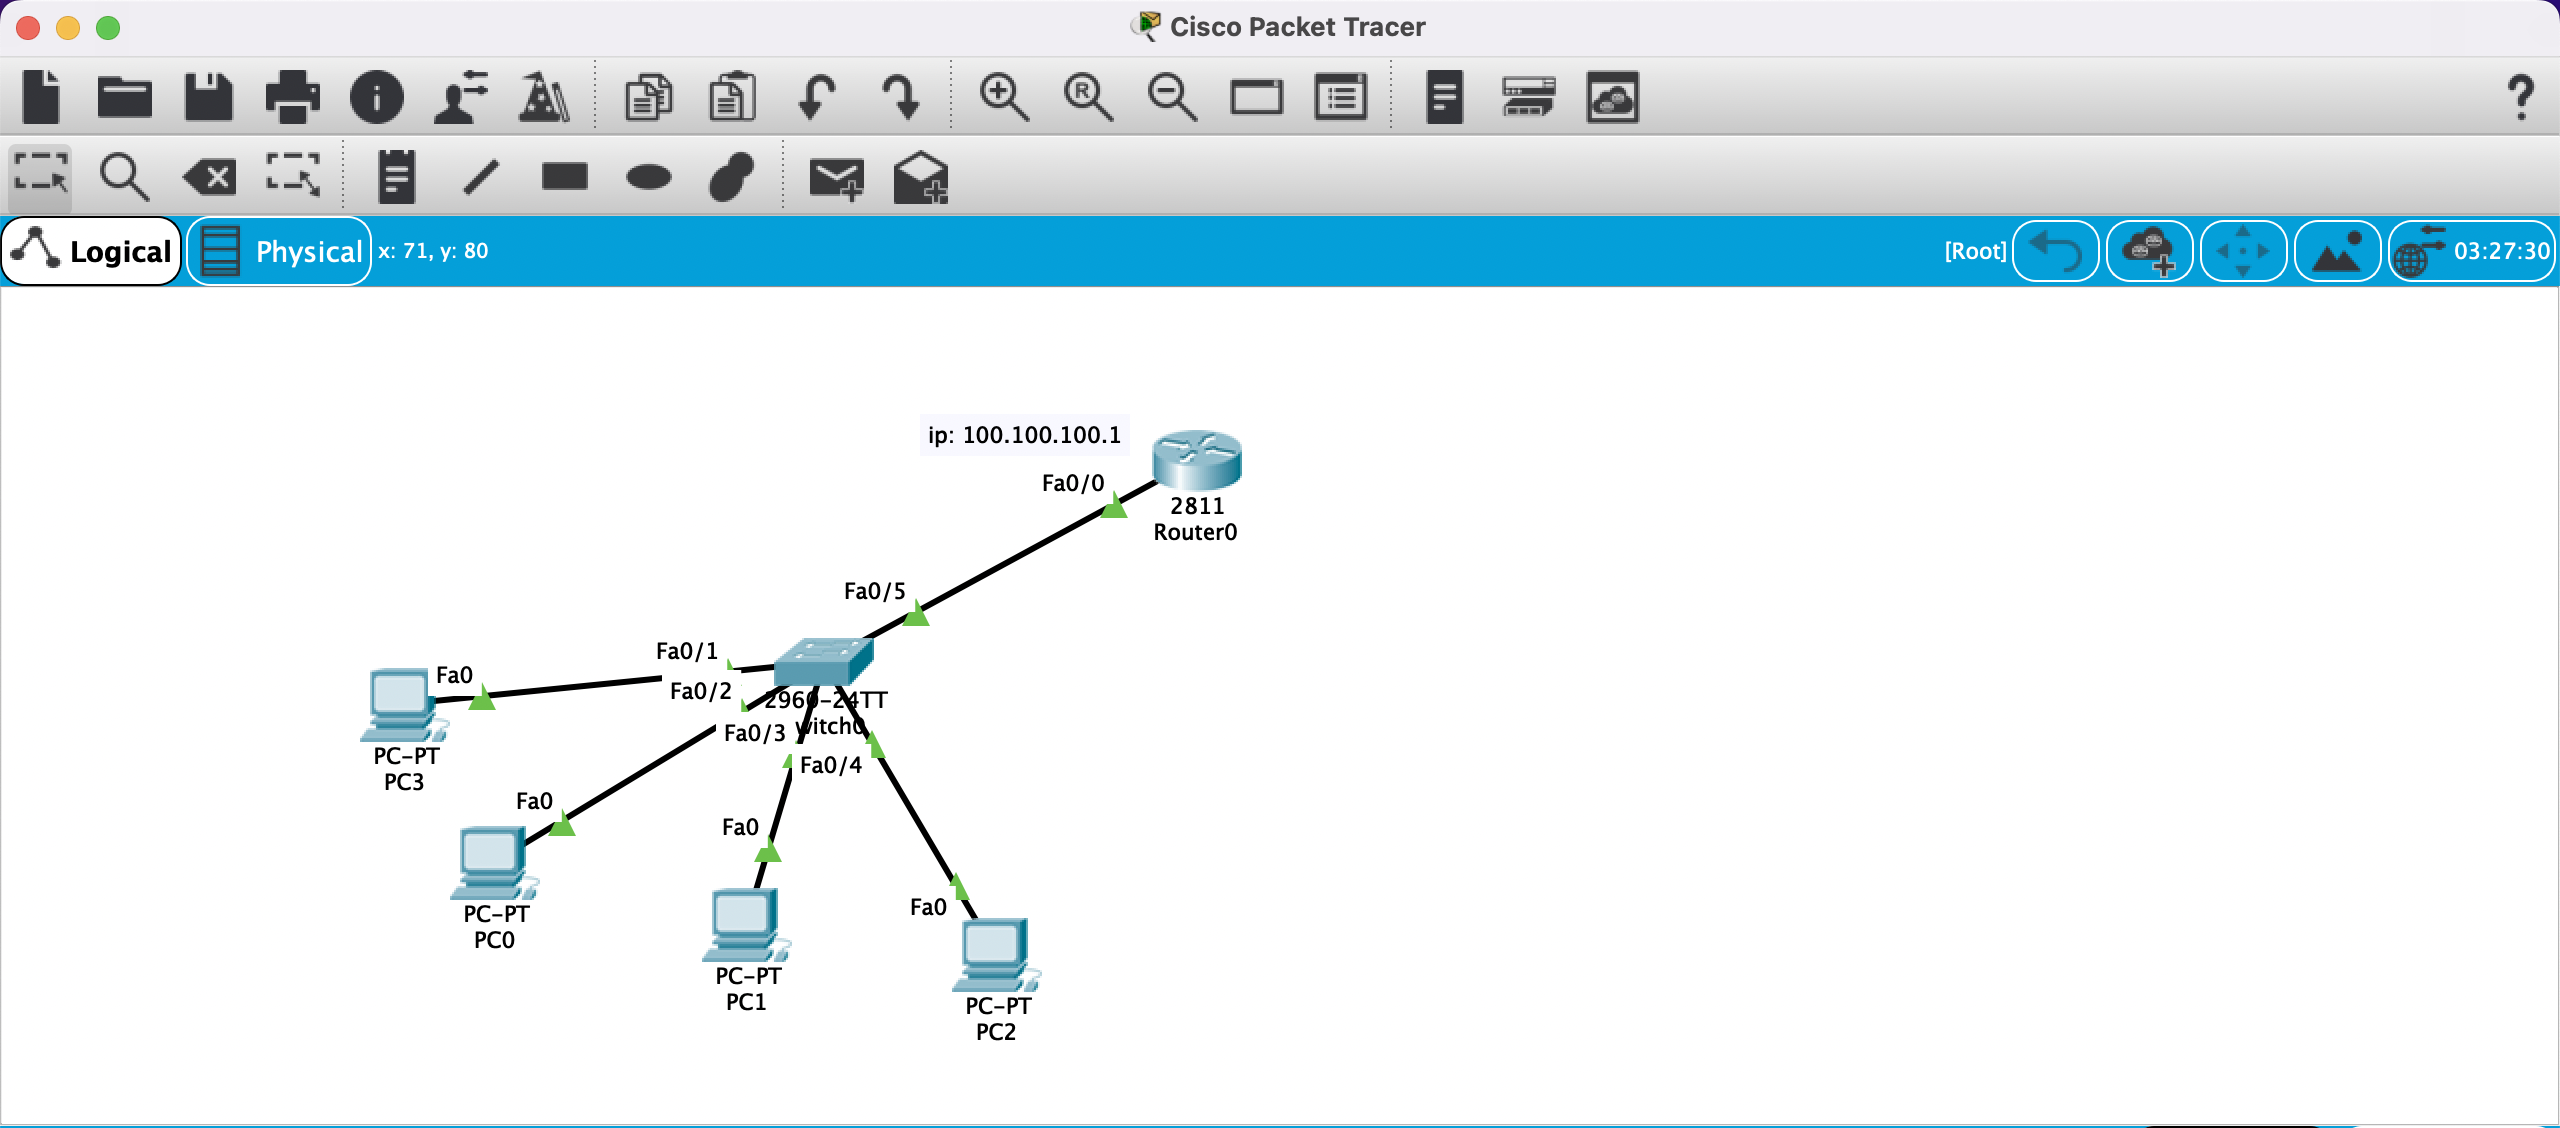 Cisco Packet Tracer
Logical
Physical
x: 71, y: 80
[Root]
03:27:30
ip: 100.100.100.1
Fa0/0
2811
Router0
Fa0/5
Fa0/1
Fa0
Fa0/2
2960-24TT
witch0
Fa0/3
Fa0/4
PC-PT
PC3
Fa0
Fa0
PC-PT
PC0
Fa0
PC-PT
PC1
PC-PT
PC2